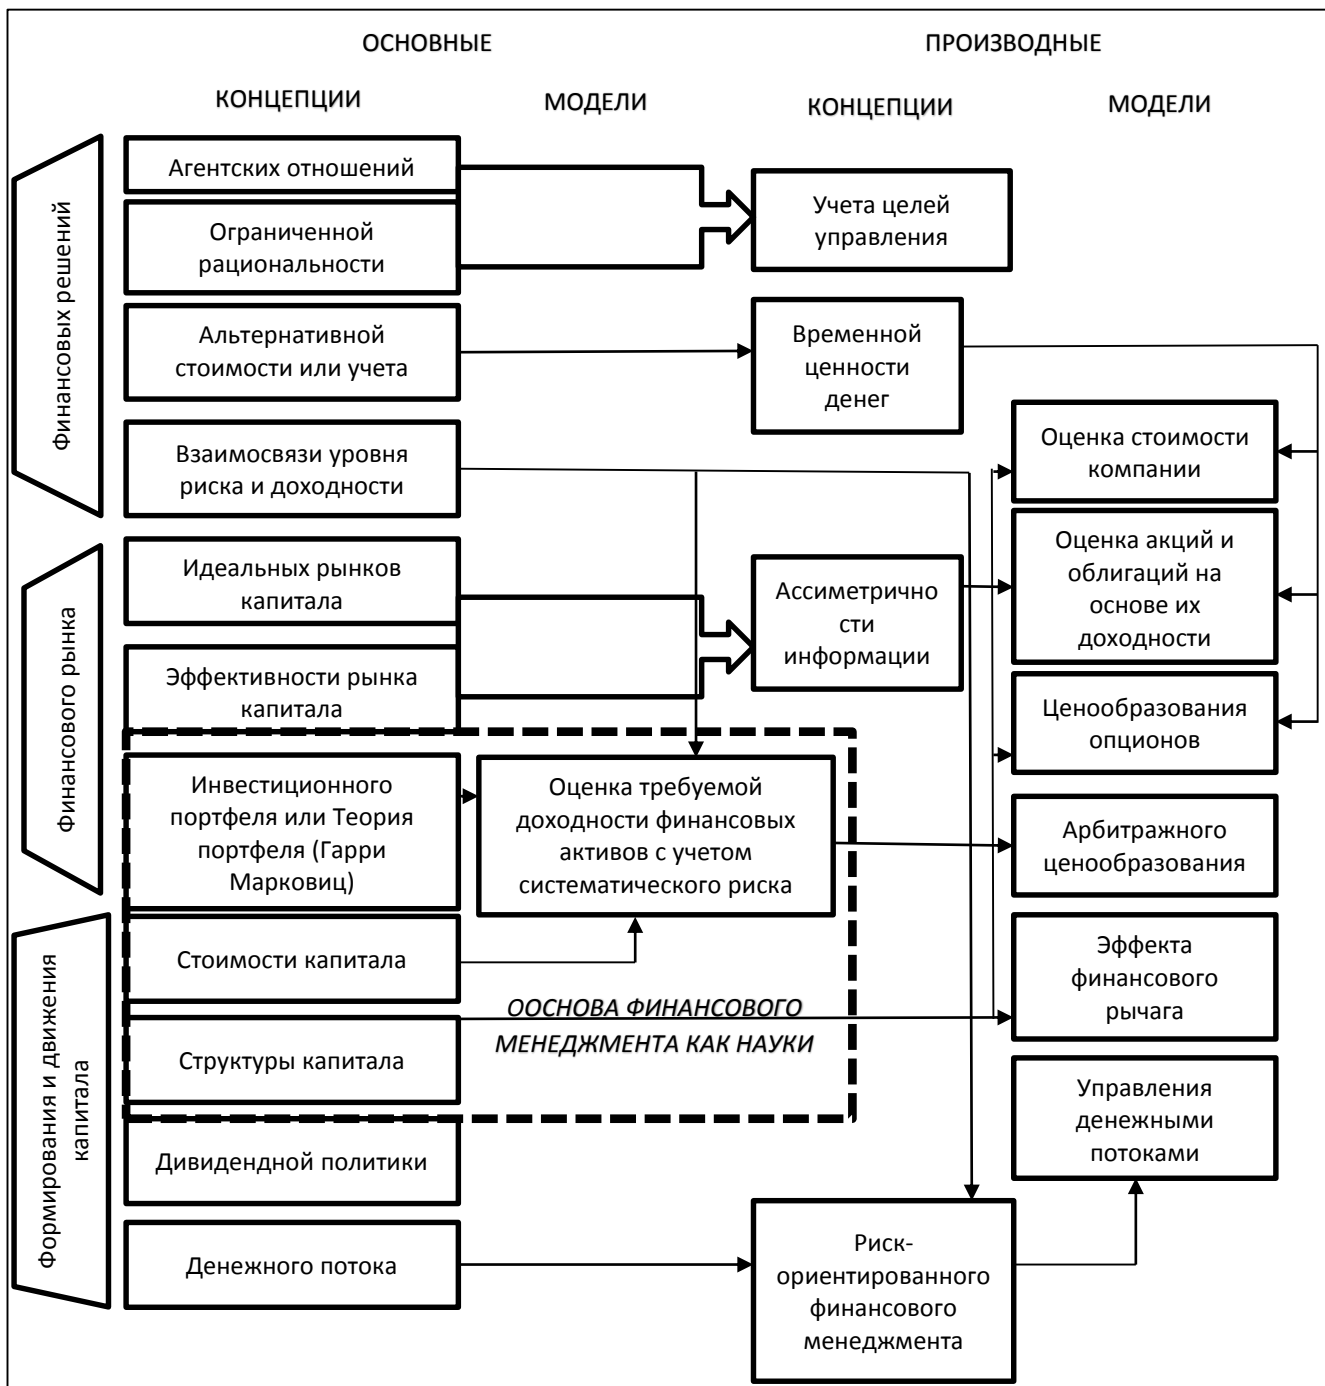 ОСНОВНЫЕ
ПРОИЗВОДНЫЕ
КОНЦЕПЦИИ
МОДЕЛИ
КОНЦЕПЦИИ
МОДЕЛИ
Финансовых решений
Агентских отношений
Ограниченной
рациональности
Альтернативной
стоимости или учета
Взаимосвязи уровня
риска и доходности
Учета целей
управления
Временной
ценности
денег
Оценка стоимости
компании
Финансового рынка
Идеальных рынков
капитала
Эффективности рынка
капитала
Инвестиционного
портфеля или Теория
портфеля (Гарри
Марковиц)
Оценка требуемой
доходности финансовых
активов с учетом
систематического риска
Ассиметрично
сти
информации
Оценка акций и
облигаций на
основе их
доходности
Ценообразования
опционов
Арбитражного
ценообразования
Формирования и движения
капитала
Стоимости капитала
Структуры капитала
ООСНОВА ФИНАНСОВОГО
МЕНЕДЖМЕНТА КАК НАУКИ
Эффекта
финансового
рычага
Дивидендной политики
Денежного потока
Риск-
ориентированного
финансового
менеджмента
Управления
денежными
потоками